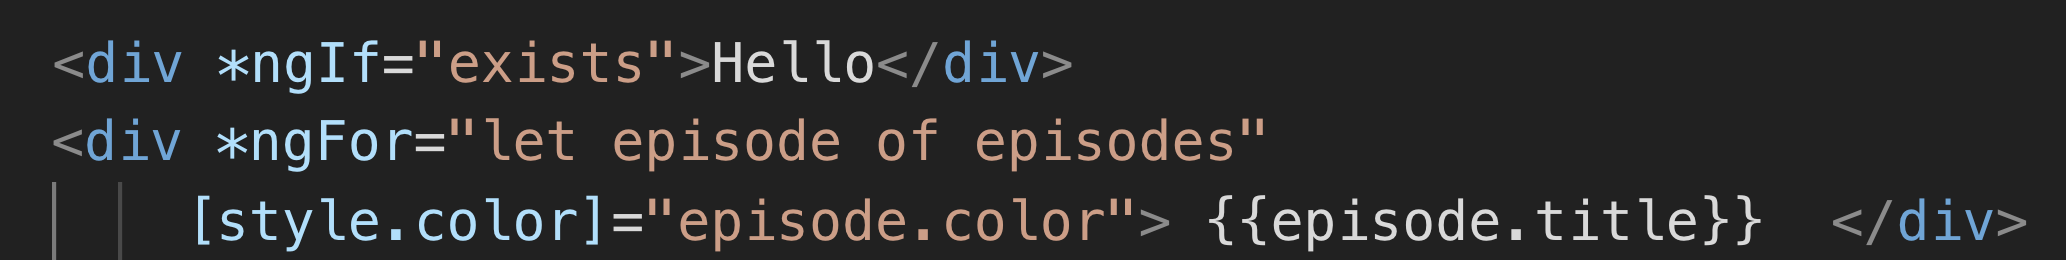 <div *ngIf="exists">Hello</div>
<div *ngFor="let episode of episodes"
[style.color]="episode.color"> {{episode.title}}  </div>